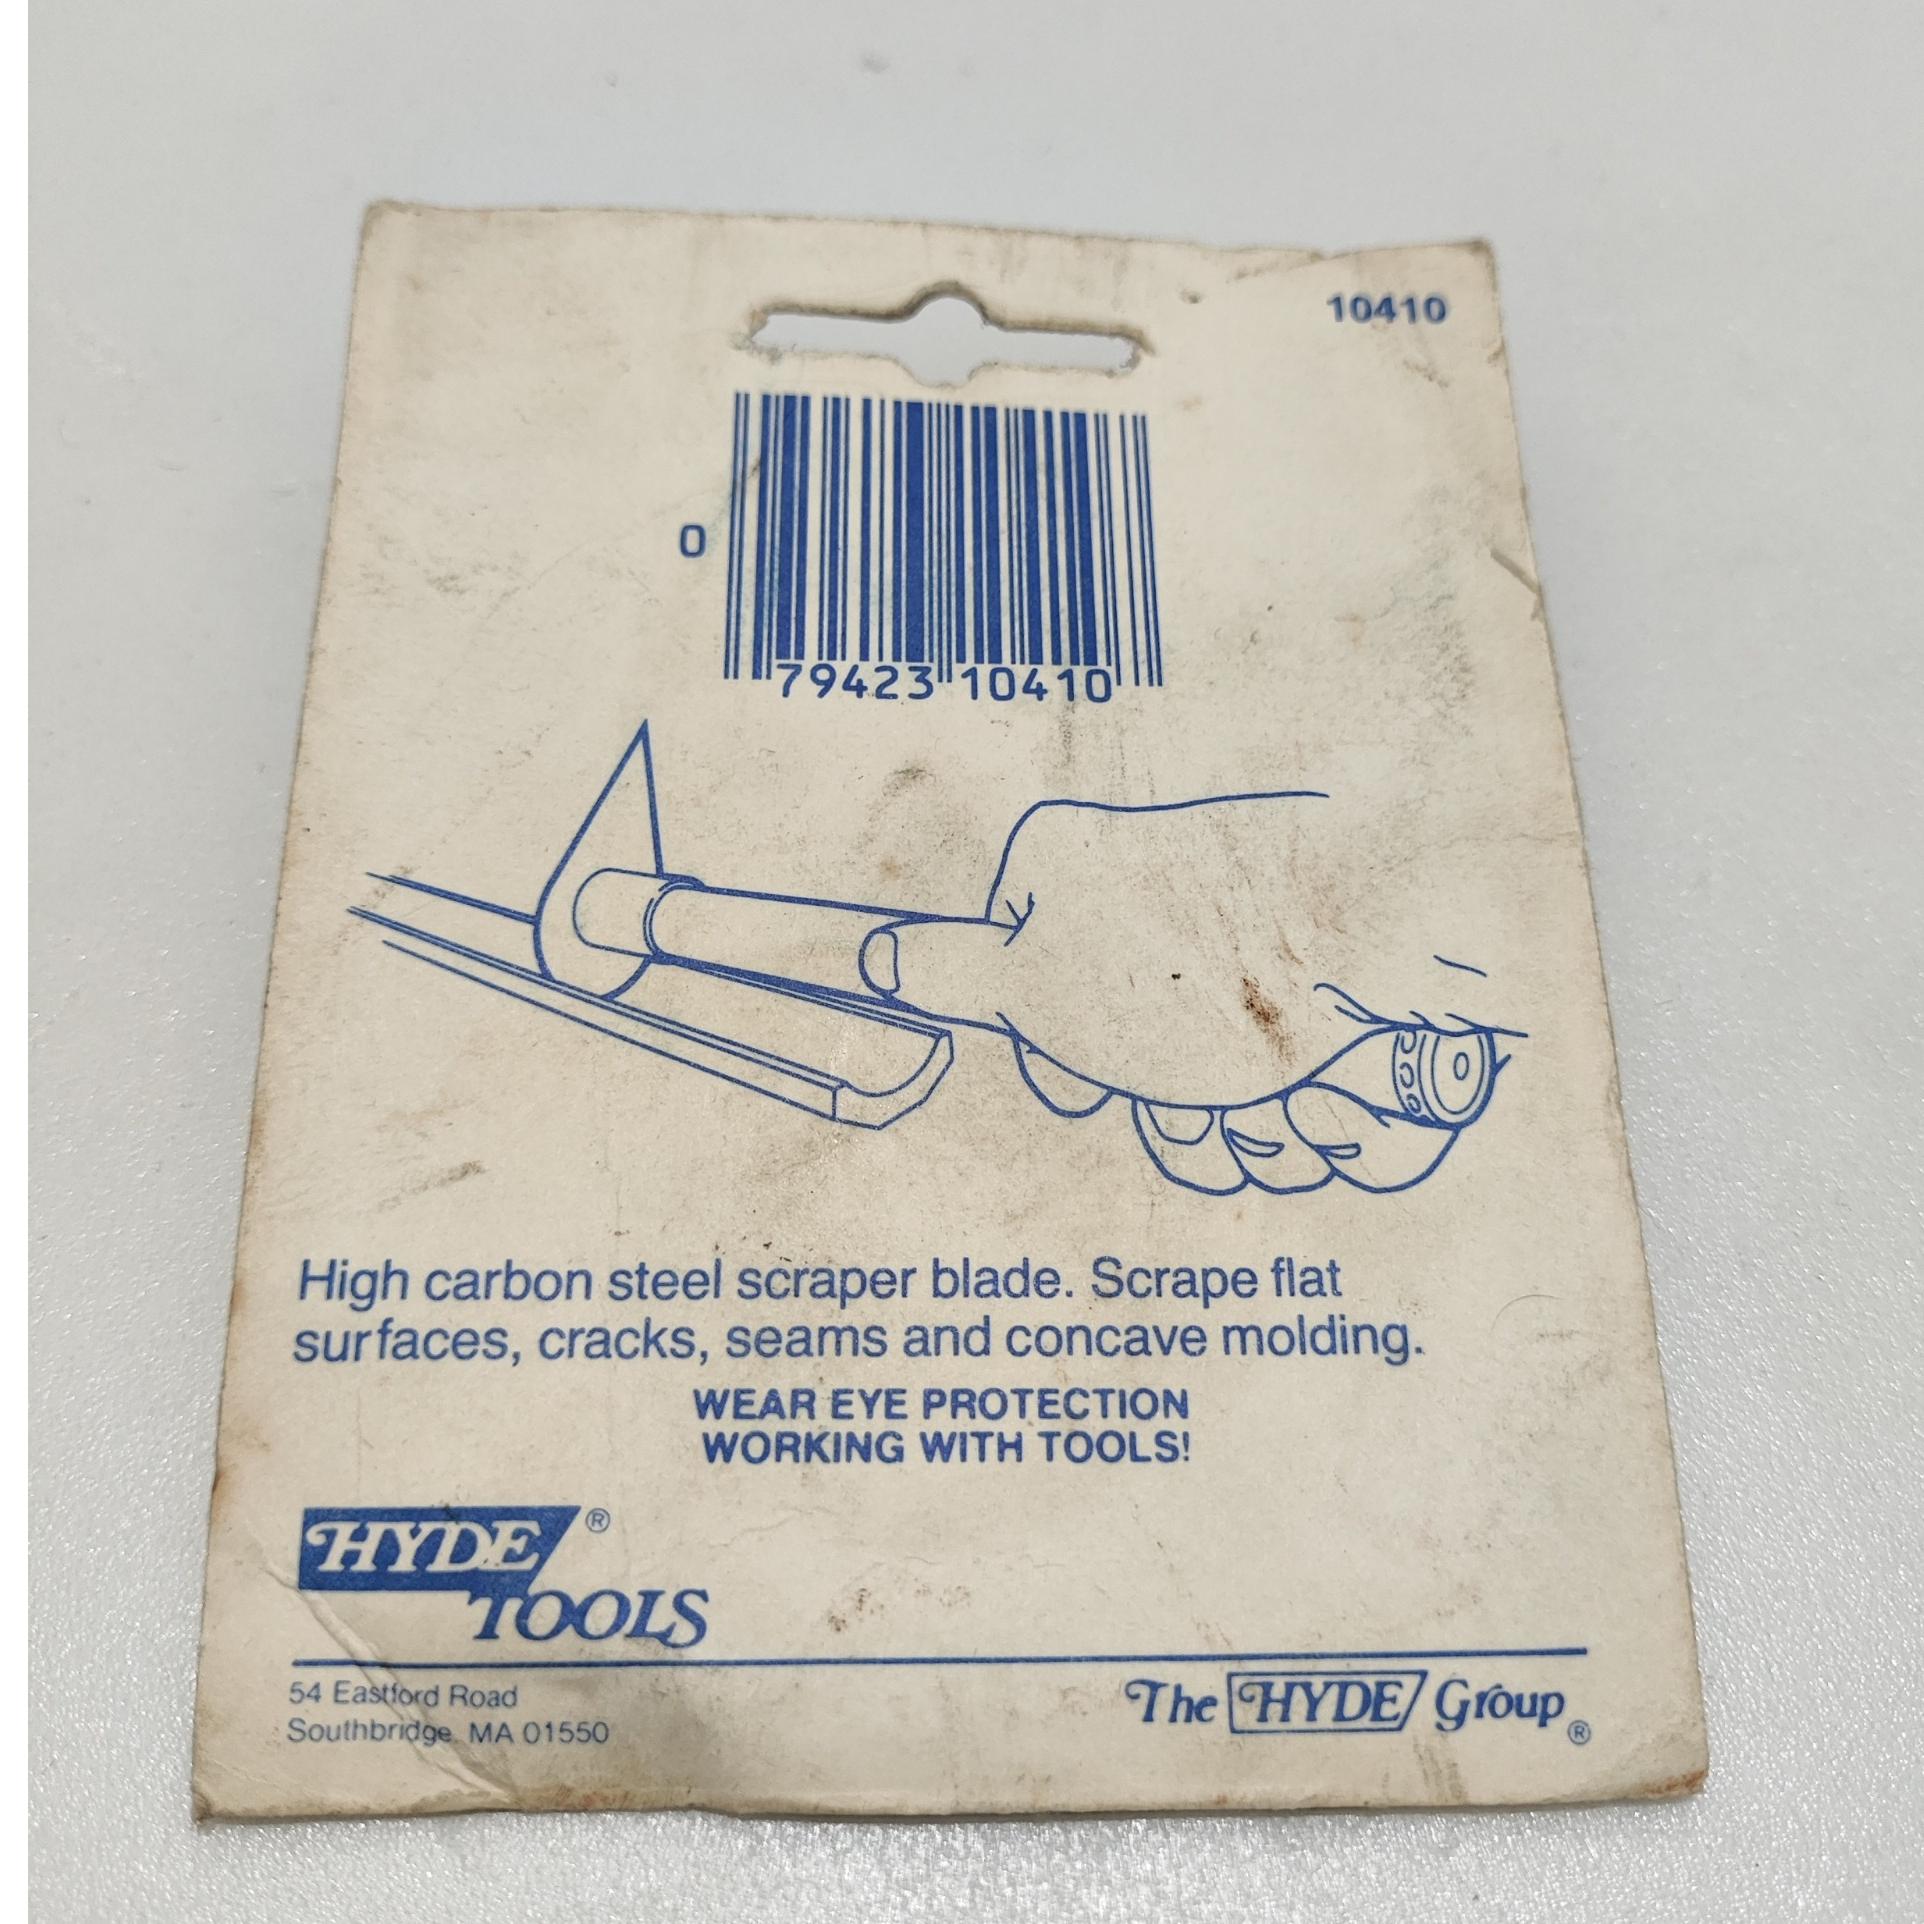 10410
0
79423 10410
High carbon steel scraper blade. Scrape flat
surfaces, cracks, seams and concave molding.
WEAR EYE PROTECTION
WORKING WITH TOOLS!
HYDE®
TOOLS
54 Eastford Road
Southbridge, MA 01550
The HYDE Group®